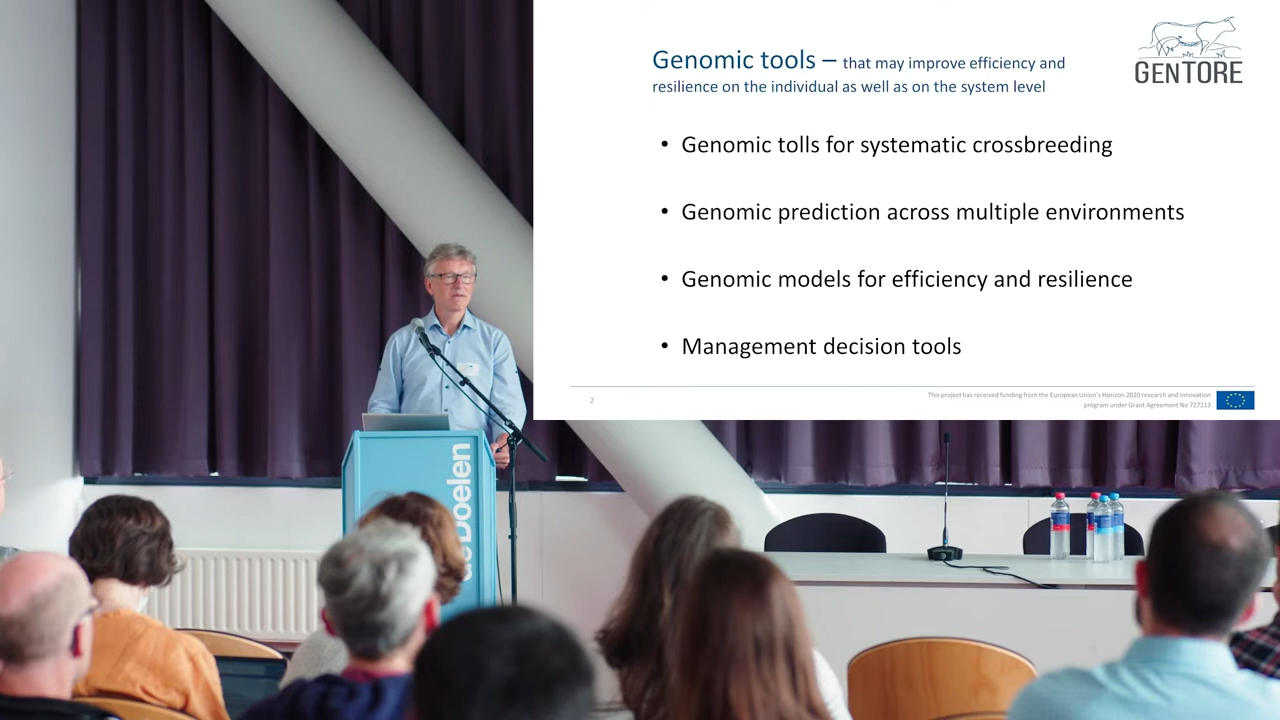 Genomic tools – that may improve efficiency and
resilience on the individual as well as on the system level
GENTORE
• Genomic tolls for systematic crossbreeding
• Genomic prediction across multiple environments
• Genomic models for efficiency and resilience
• Management decision tools
2
This project has received funding from the European Union's Horizon 2020 research and innovation
program under Grant Agreement No 727213
de Doelen